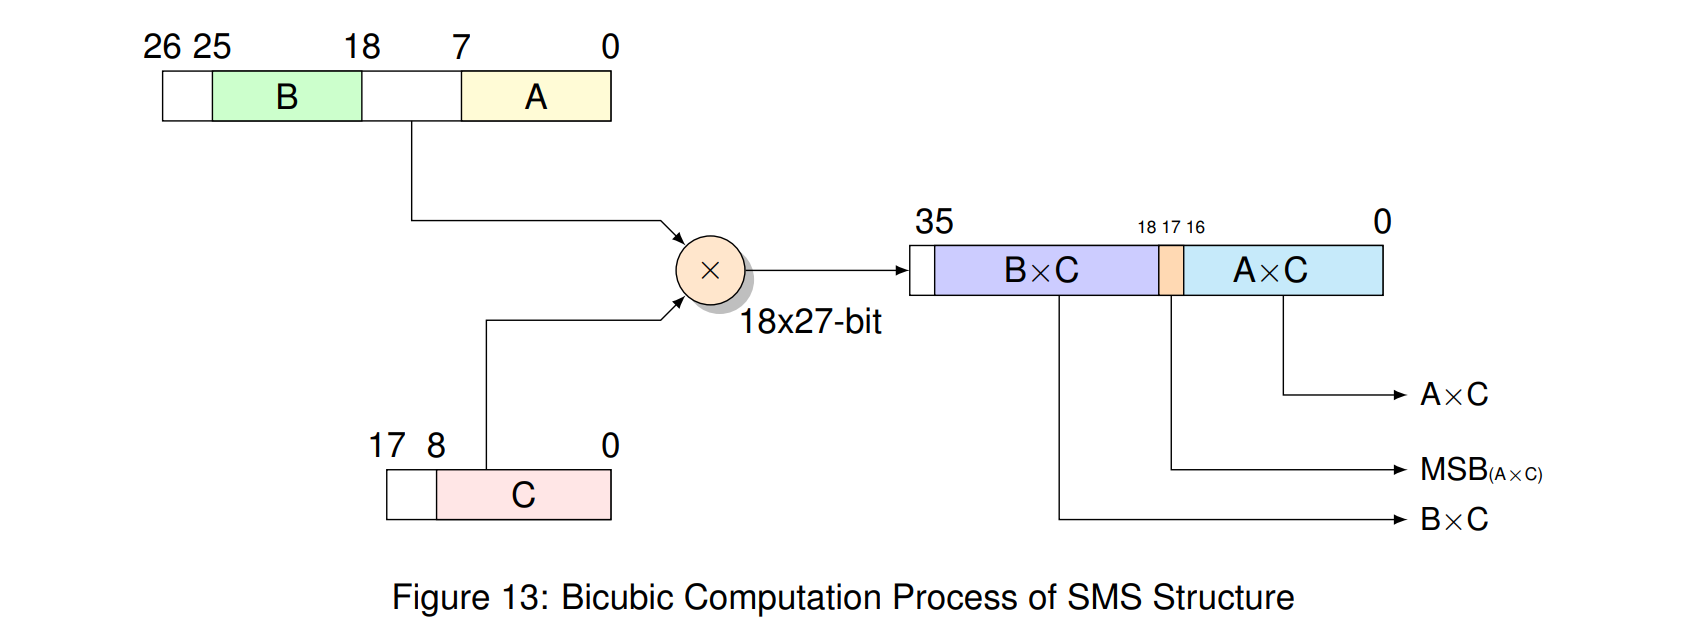 26 25 18 7 0
B A
35 18 17 16 0
× B×C A×C
18x27-bit
A×C
17 8 0
MSB(A×C)
C
B×C
Figure 13: Bicubic Computation Process of SMS Structure